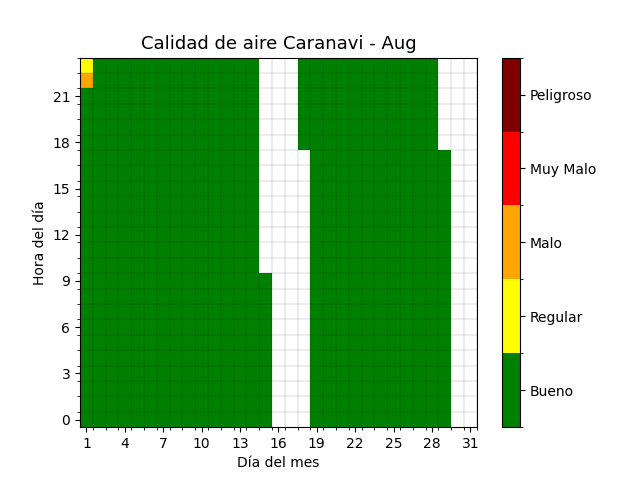 Calidad de aire Caranavi - Aug
Hora del día
21
18
15
12
9
6
3
0
1 4 7 10 13 16 19 22 25 28 31
Día del mes
Peligroso
Muy Malo
Malo
Regular
Bueno